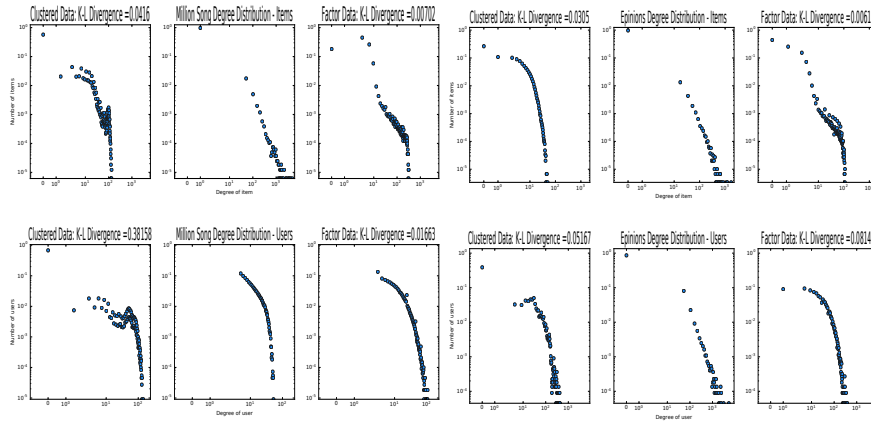 Clustered Data: K-L Divergence =0.0416
Million Song Degree Distribution - Items
Factor Data: K-L Divergence =0.00702
Clustered Data: K-L Divergence =0.0305
Epinions Degree Distribution - Items
Factor Data: K-L Divergence =0.0061
Number of items
Number of items
Degree of item
Degree of item
Clustered Data: K-L Divergence =0.38158
Million Song Degree Distribution - Users
Factor Data: K-L Divergence =0.01663
Clustered Data: K-L Divergence =0.05167
Epinions Degree Distribution - Users
Factor Data: K-L Divergence =0.0814
Number of users
Number of users
Degree of user
Degree of user